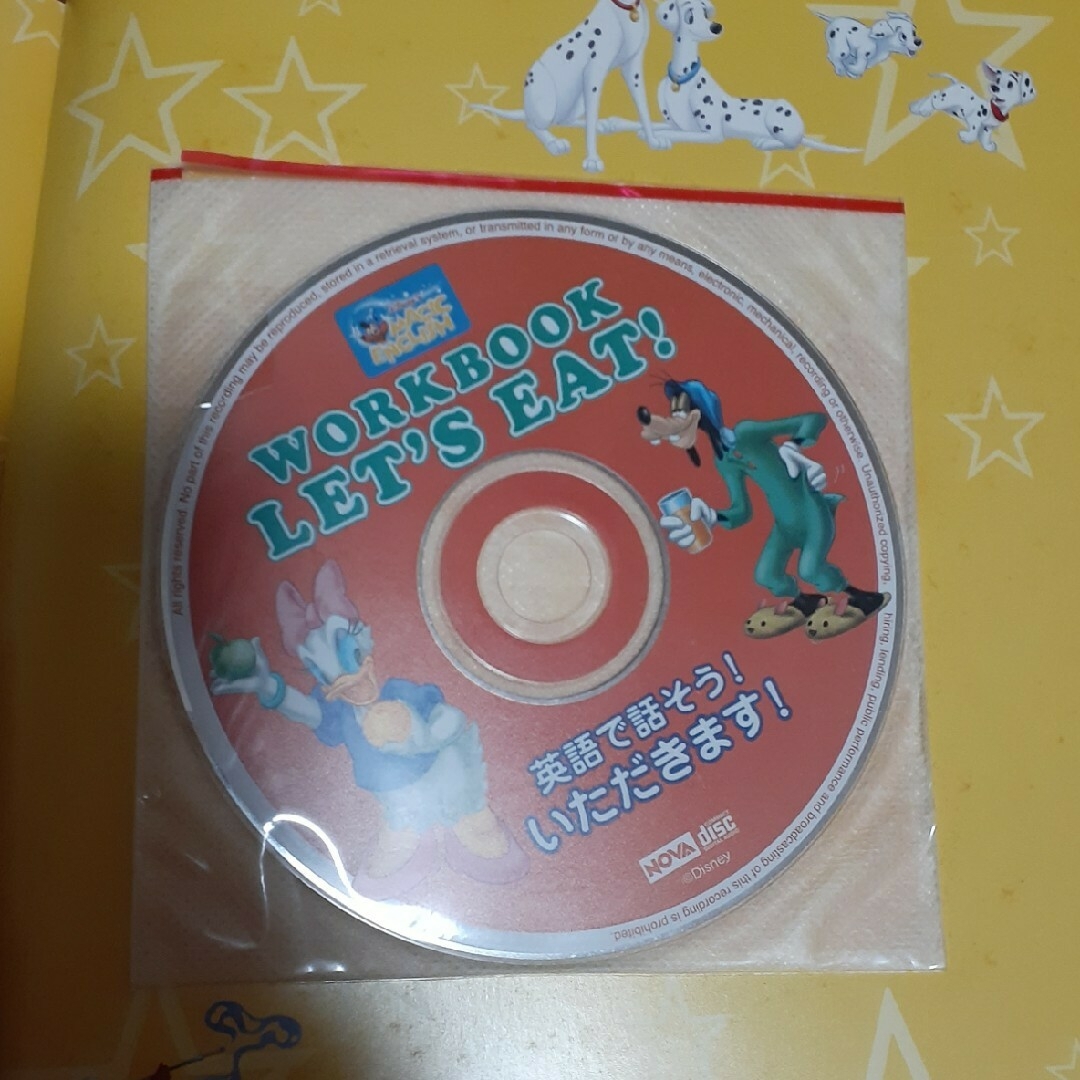 All rights reserved. No part of this recording may be reproduced, stored in a retrieval system, or transmitted in any form or by any means, electronic, mechanical, recording or otherwise. Unauthorized copying, hiring, lending, public performance and broadcasting of this recording is prohibited.
MAGIC
ENGLISH
WORKBOOK
LET'S EAT!
英語で話そう!
いただきます!
NOVA
disc
©Disney